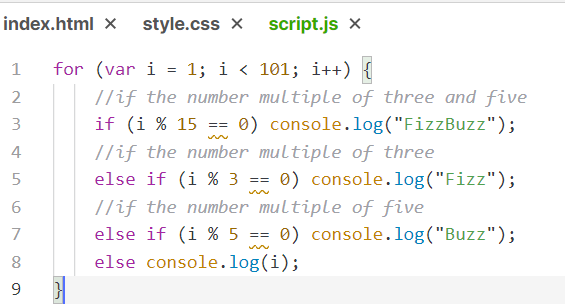 index.html ✕ style.css ✕ script.js ✕
1 for (var i = 1; i < 101; i++) {
2 //if the number multiple of three and five
3 if (i % 15 == 0) console.log("FizzBuzz");
4 //if the number multiple of three
5 else if (i % 3 == 0) console.log("Fizz");
6 //if the number multiple of five
7 else if (i % 5 == 0) console.log("Buzz");
8 else console.log(i);
9 }